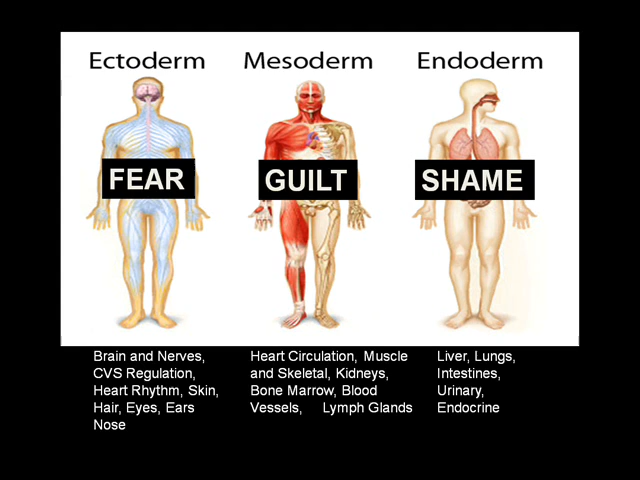 Ectoderm
Mesoderm
Endoderm
FEAR
GUILT
SHAME
Brain and Nerves,
CVS Regulation,
Heart Rhythm, Skin,
Hair, Eyes, Ears
Nose
Heart Circulation, Muscle
and Skeletal, Kidneys,
Bone Marrow, Blood
Vessels, Lymph Glands
Liver, Lungs,
Intestines,
Urinary,
Endocrine